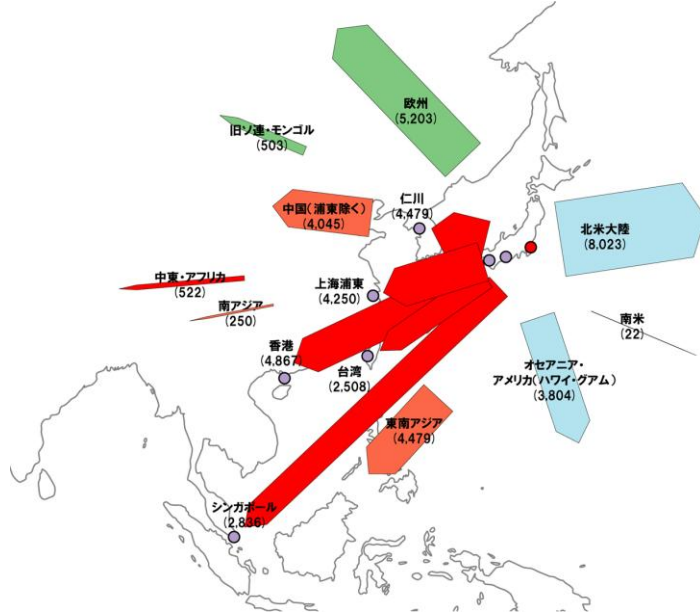 欧州
(5,203)
旧ソ連・モンゴル
(503)
中国(浦東除く)
(4,045)
仁川
(4,479)
北米大陸
(8,023)
中東・アフリカ
(522)
上海浦東
(4,250)
南アジア
(250)
南米
(22)
香港
(4,867)
台湾
(2,508)
オセアニア・
アメリカ(ハワイ・グアム)
(3,804)
東南アジア
(4,479)
シンガポール
(2,836)